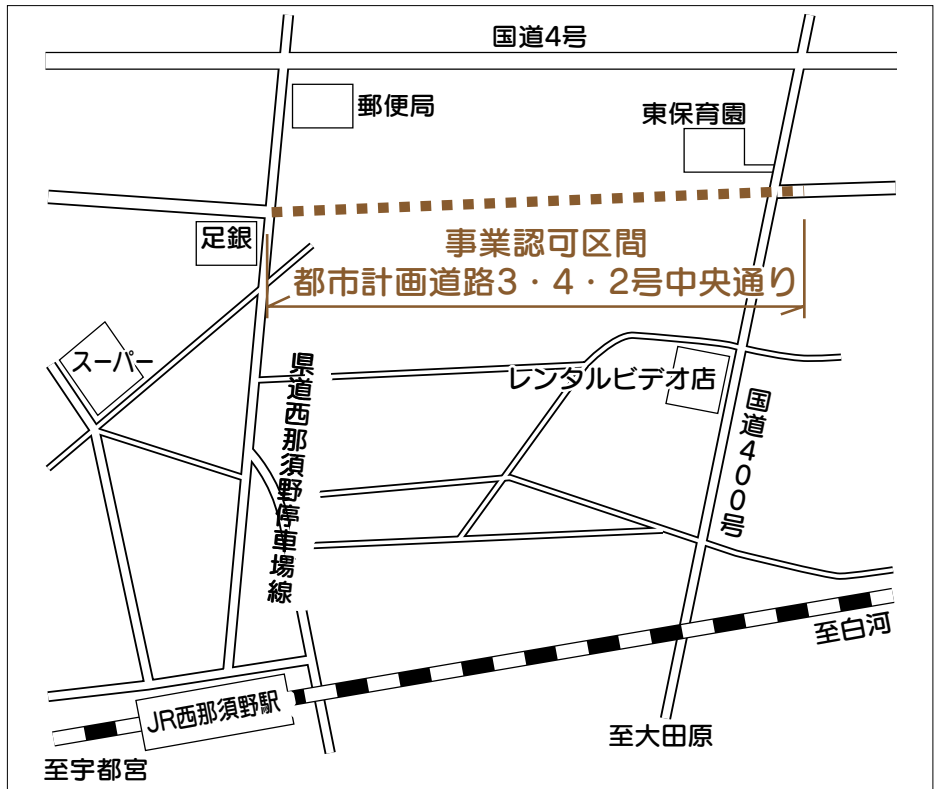 国道4号
郵便局
東保育園
足銀
事業認可区間
都市計画道路3・4・2号中央通り
スーパー
県道西那須野停車場線
レンタルビデオ店
国道400号
至白河
JR西那須野駅
至大田原
至宇都宮